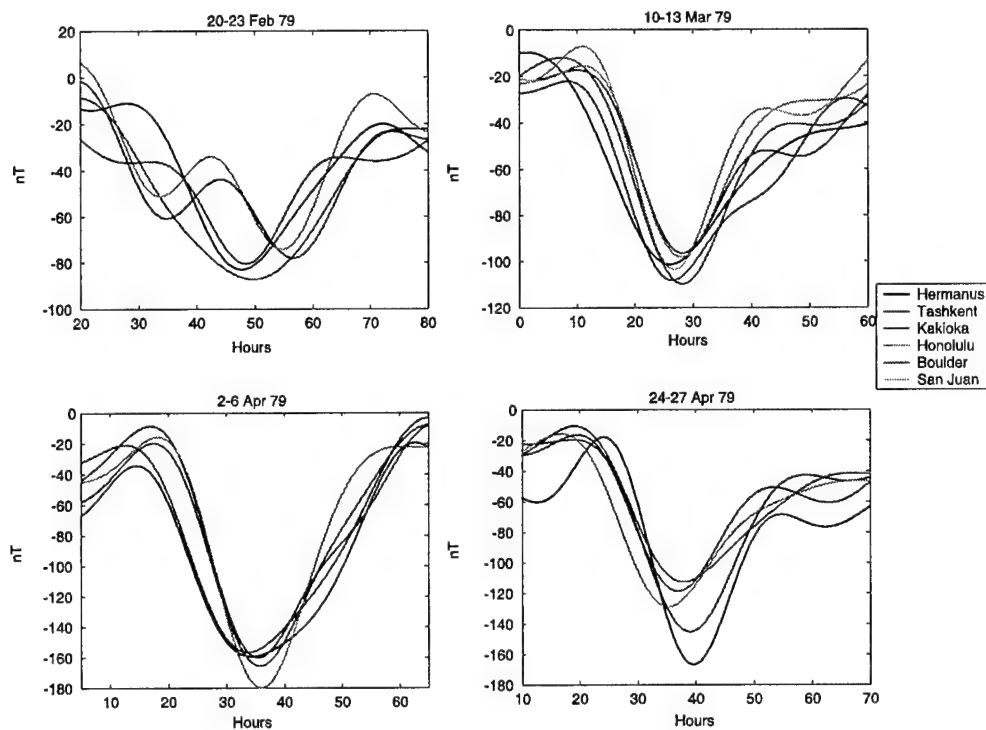 20-23 Feb 79
20
0
-20
-40
-60
-80
-100
nT
20 30 40 50 60 70 80
Hours
10-13 Mar 79
0
-20
-40
-60
-80
-100
-120
nT
0 10 20 30 40 50 60
Hours
Hermanus
Tashkent
Kakioka
Honolulu
Boulder
San Juan
2-6 Apr 79
0
-20
-40
-60
-80
-100
-120
-140
-160
-180
nT
10 20 30 40 50 60
Hours
24-27 Apr 79
0
-20
-40
-60
-80
-100
-120
-140
-160
-180
nT
10 20 30 40 50 60 70
Hours